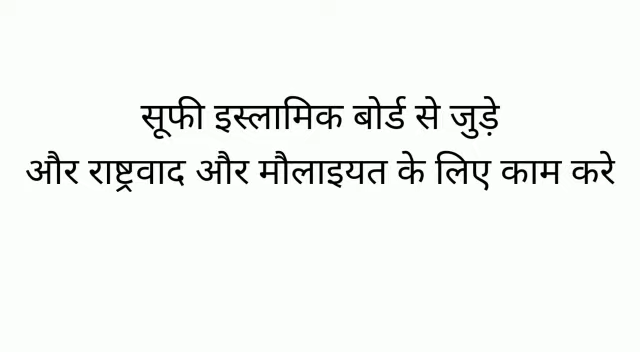 सूफी इस्लामिक बोर्ड से जुड़े
और राष्ट्रवाद और मौलाइयत के लिए काम करे